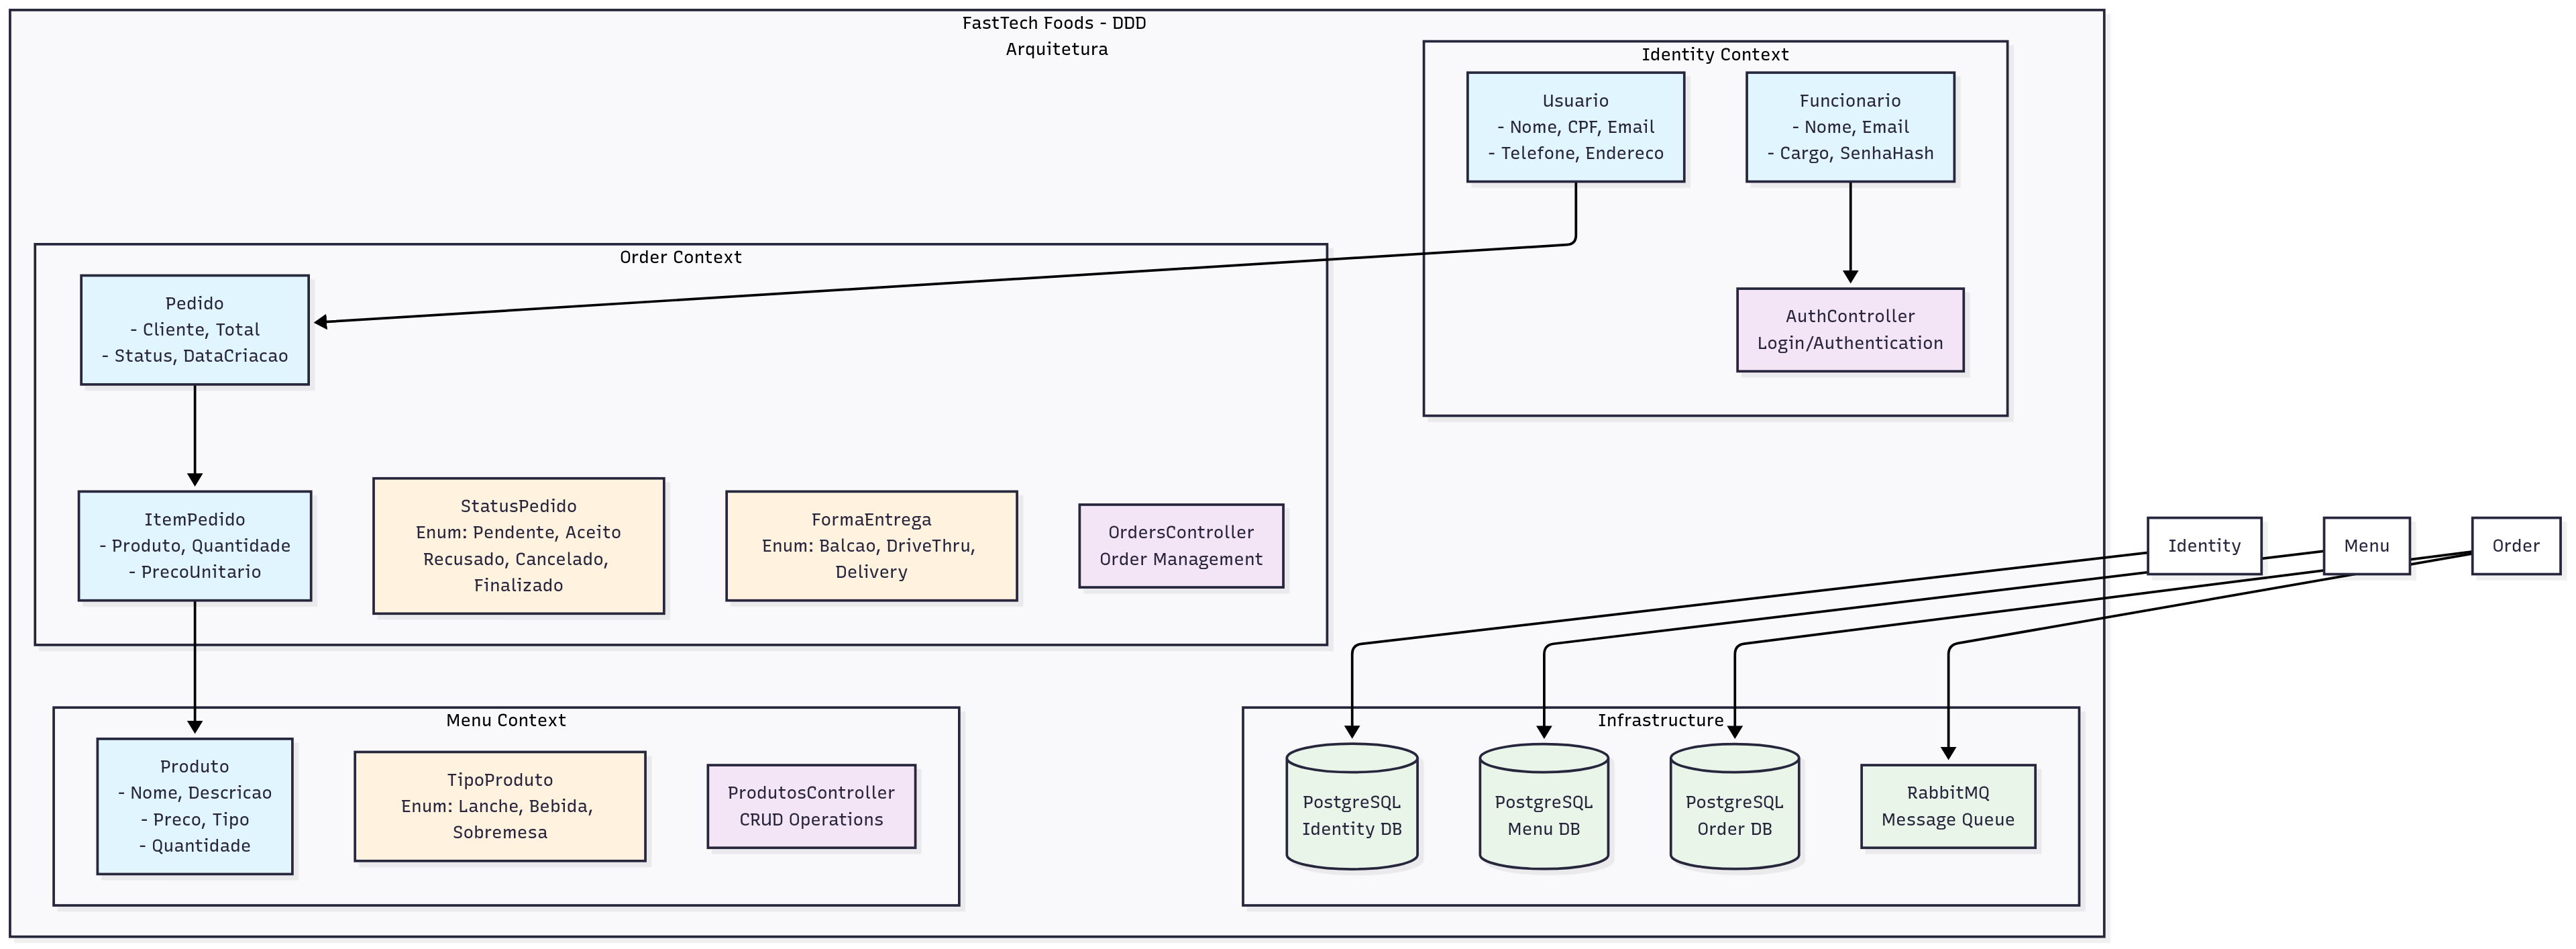 FastTech Foods - DDD
Arquitetura
Identity Context
Usuario
- Nome, CPF, Email
- Telefone, Endereco
Funcionario
- Nome, Email
- Cargo, SenhaHash
AuthController
Login/Authentication
Order Context
Pedido
- Cliente, Total
- Status, DataCriacao
ItemPedido
- Produto, Quantidade
- PrecoUnitario
StatusPedido
Enum: Pendente, Aceito
Recusado, Cancelado,
Finalizado
FormaEntrega
Enum: Balcao, DriveThru,
Delivery
OrdersController
Order Management
Identity
Menu
Order
Menu Context
Produto
- Nome, Descricao
- Preco, Tipo
- Quantidade
TipoProduto
Enum: Lanche, Bebida,
Sobremesa
ProdutosController
CRUD Operations
Infrastructure
PostgreSQL
Identity DB
PostgreSQL
Menu DB
PostgreSQL
Order DB
RabbitMQ
Message Queue